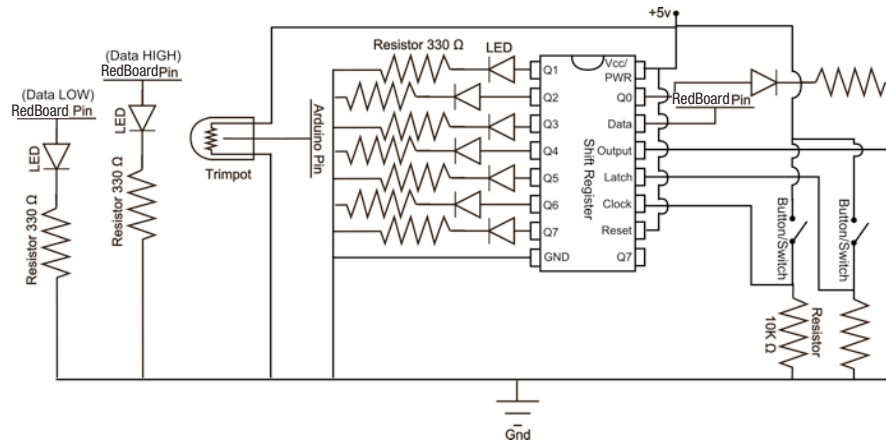 +5v
(Data HIGH)
RedBoard Pin
(Data LOW)
RedBoard Pin
LED
LED
Resistor 330 Ω
Resistor 330 Ω
Trimpot
Arduino Pin
Resistor 330 Ω
LED
Q1
Q2
Q3
Q4
Q5
Q6
Q7
GND
Shift Register
Vcc/
PWR
Q0
Data
Output
Latch
Clock
Reset
Q7
RedBoard Pin
Button/Switch
Button/Switch
Resistor
10K Ω
Gnd